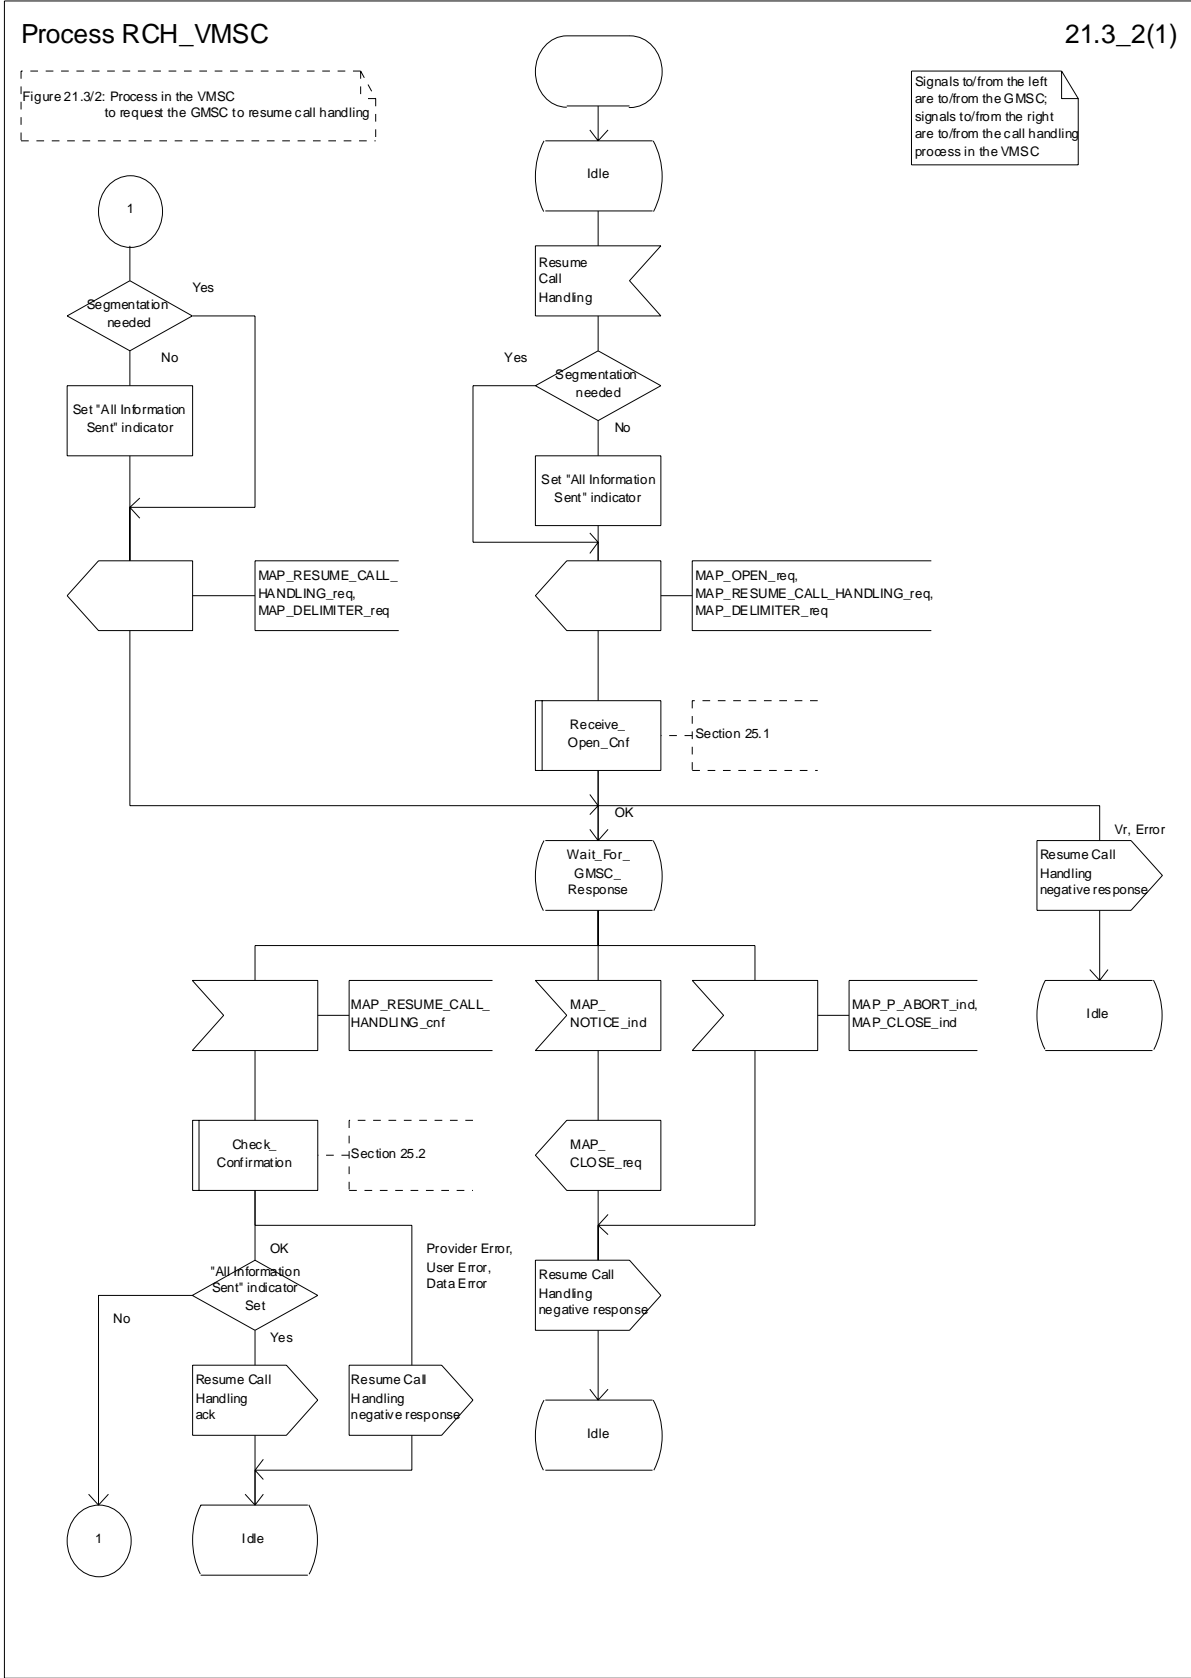 Process RCH_VMSC
21.3_2(1)
Figure 21.3/2: Process in the VMSC
to request the GMSC to resume call handling
Signals to/from the left
are to/from the GMSC;
signals to/from the right
are to/from the call handling
process in the VMSC
Idle
1
Resume
Call
Handling
Yes
Segmentation
needed
No
Yes
Segmentation
needed
No
Set "All Information
Sent" indicator
Set "All Information
Sent" indicator
MAP_RESUME_CALL_
HANDLING_req,
MAP_DELIMITER_req
MAP_OPEN_req,
MAP_RESUME_CALL_HANDLING_req,
MAP_DELIMITER_req
Receive_
Open_Cnf
Section 25.1
OK
Vr, Error
Wait_For_
GMSC_
Response
Resume Call
Handling
negative response
MAP_RESUME_CALL_
HANDLING_cnf
MAP_
NOTICE_ind
MAP_P_ABORT_ind,
MAP_CLOSE_ind
Idle
Check_
Confirmation
Section 25.2
MAP_
CLOSE_req
OK
Provider Error,
User Error,
Data Error
"All Information
Sent" indicator
Set
No
Yes
Resume Call
Handling
negative response
Resume Call
Handling
ack
Resume Call
Handling
negative response
Idle
1
Idle